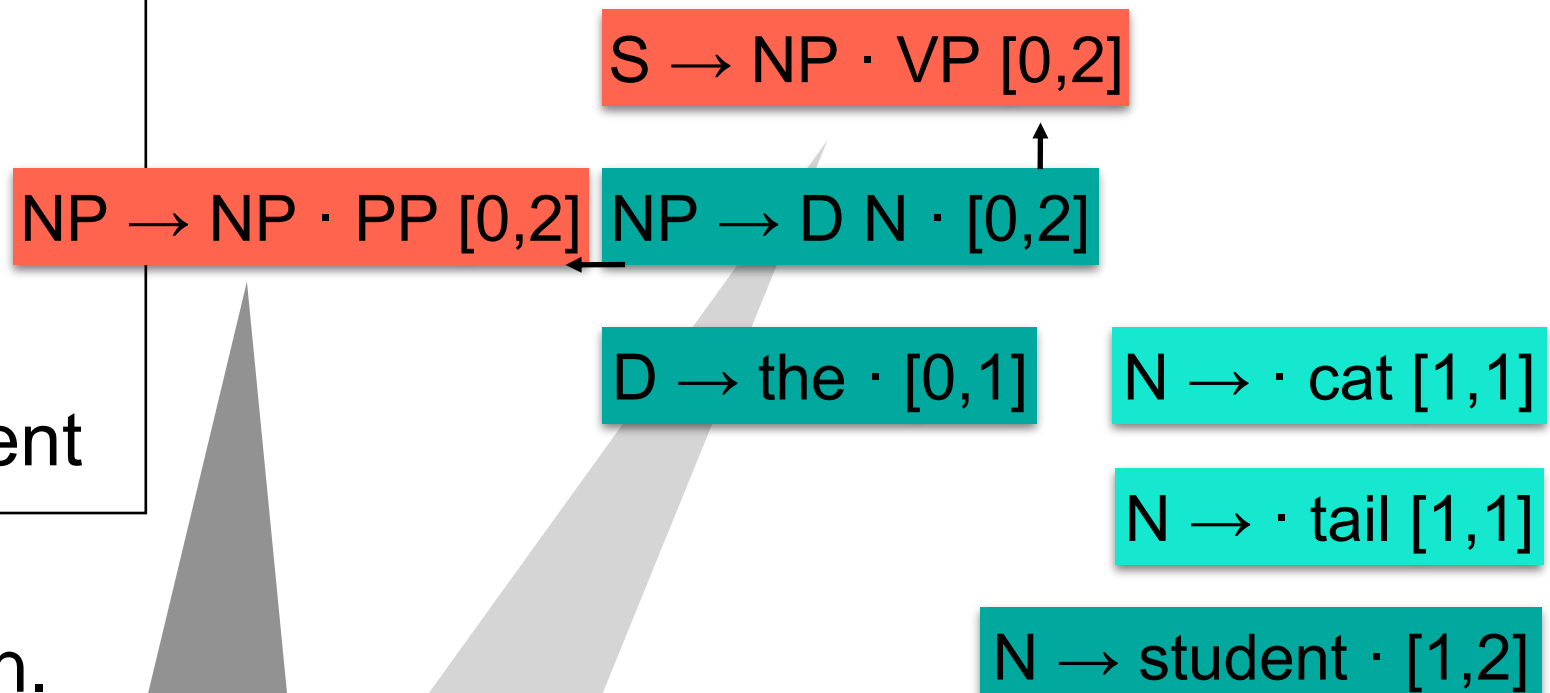 S → NP · VP [0,2]
NP → NP · PP [0,2]
NP → D N · [0,2]
D → the · [0,1]
N → · cat [1,1]
N → · tail [1,1]
N → student · [1,2]